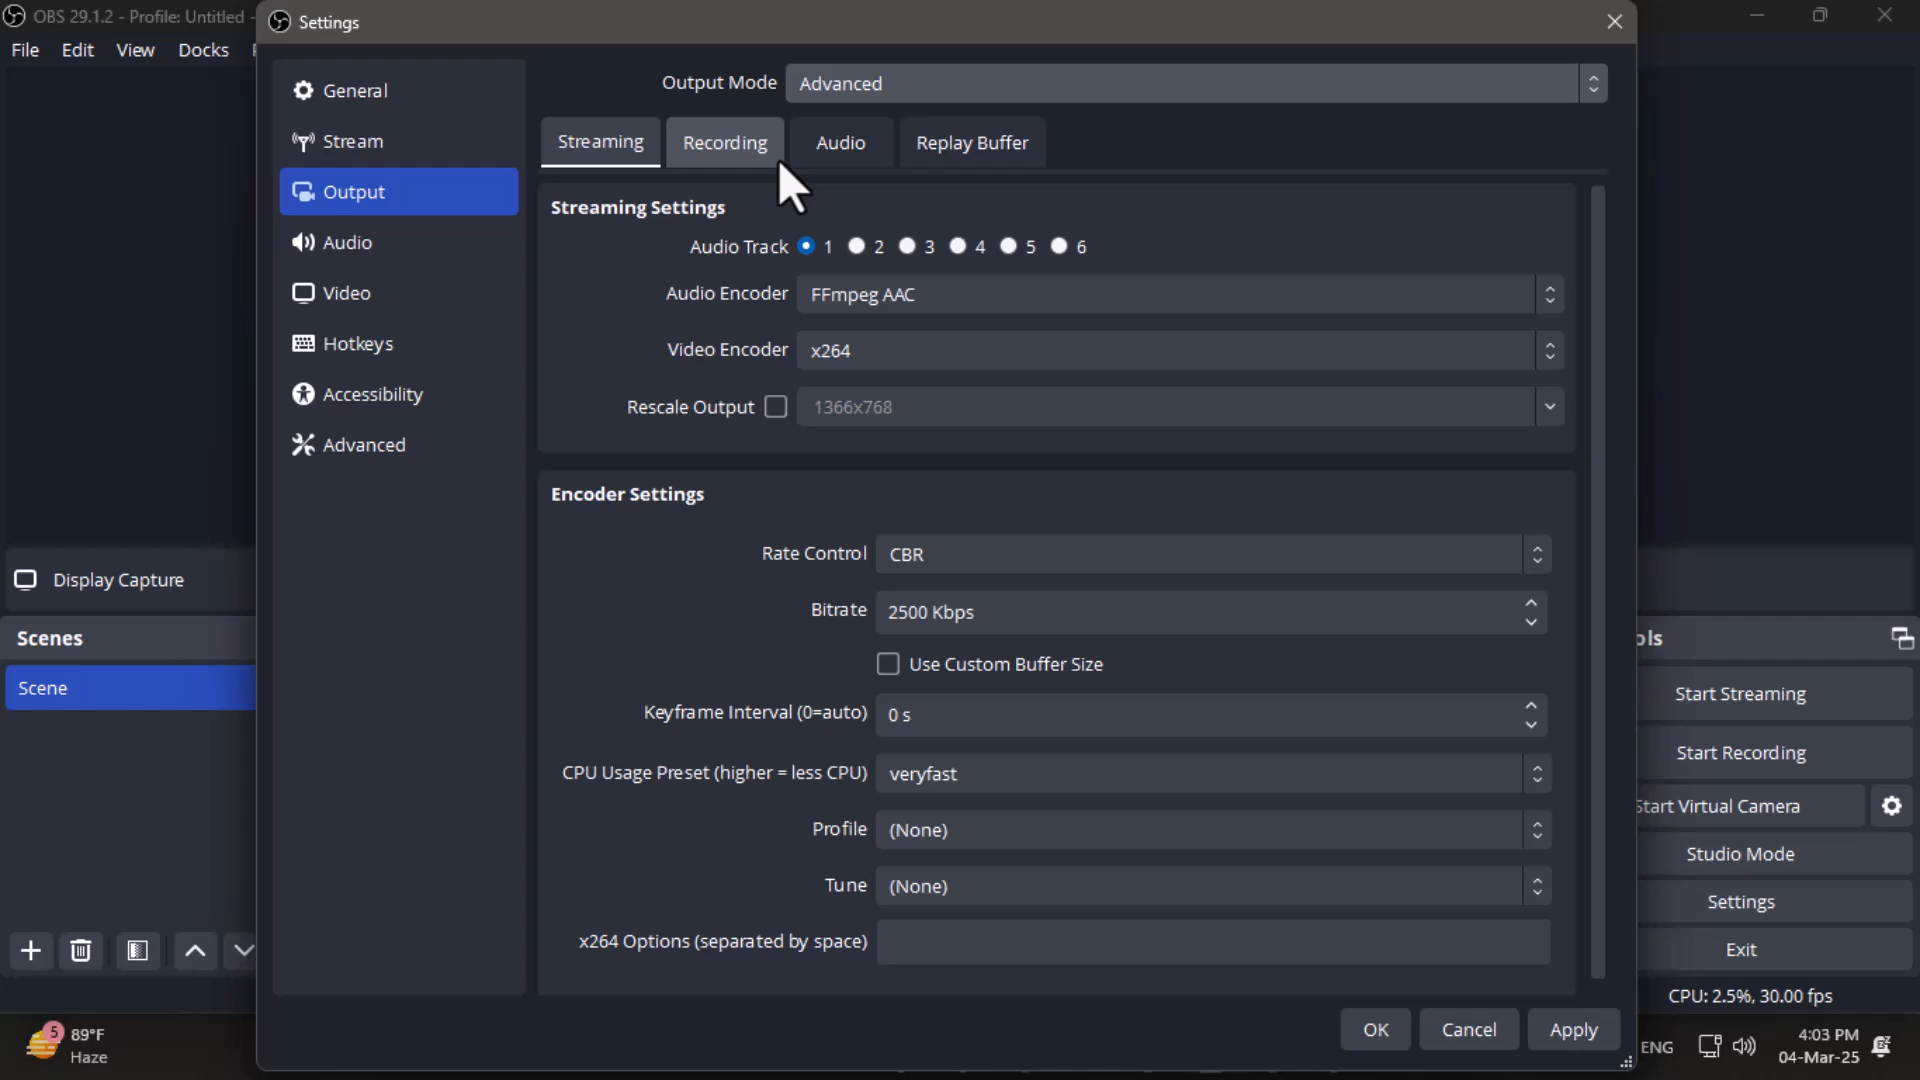 OBS 29.1.2 - Profile: Untitled -
Settings
File Edit View Docks
General
Stream
Output
Audio
Video
Hotkeys
Accessibility
Advanced
Output Mode Advanced
Streaming Recording Audio Replay Buffer
Streaming Settings
Audio Track 1 2 3 4 5 6
Audio Encoder FFmpeg AAC
Video Encoder x264
Rescale Output 1366x768
Encoder Settings
Rate Control CBR
Bitrate 2500 Kbps
Use Custom Buffer Size
Keyframe Interval (0=auto) 0 s
CPU Usage Preset (higher = less CPU) veryfast
Profile (None)
Tune (None)
x264 Options (separated by space)
OK Cancel Apply
Display Capture
Scenes
Scene
ols
Start Streaming
Start Recording
Start Virtual Camera
Studio Mode
Settings
Exit
CPU: 2.5%, 30.00 fps
5
89°F
Haze
ENG
4:03 PM
04-Mar-25